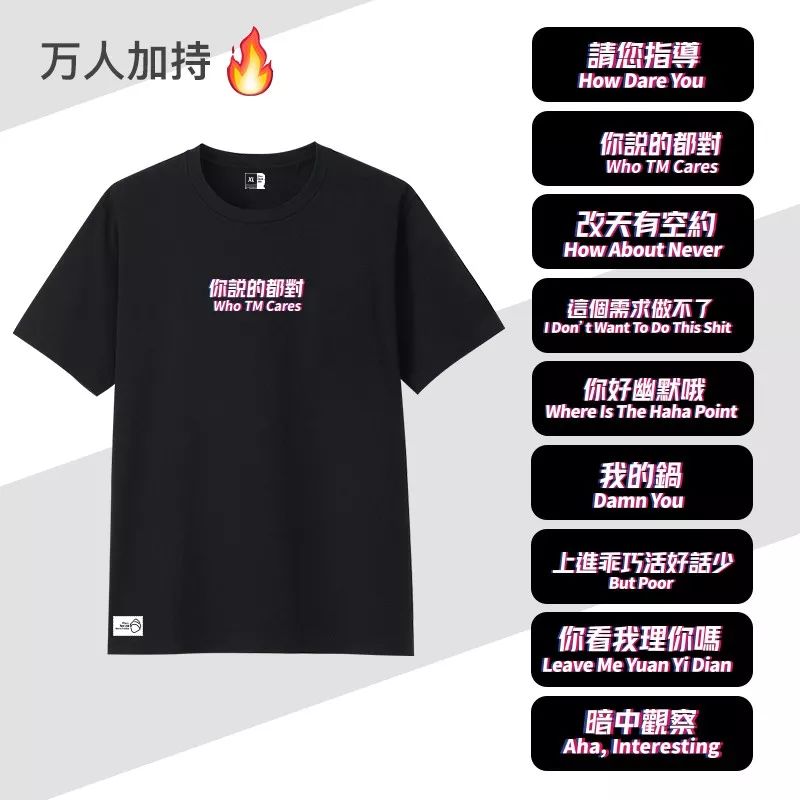 万人加持
XL
你説的都對
Who TM Cares
請您指導
How Dare You
你説的都對
Who TM Cares
改天有空約
How About Never
這個需求做不了
I Don't Want To Do This Shit
你好幽默哦
Where Is The Haha Point
我的鍋
Damn You
上進乖巧活好話少
But Poor
你看我理你嗎
Leave Me Yuan Yi Dian
暗中觀察
Aha, Interesting